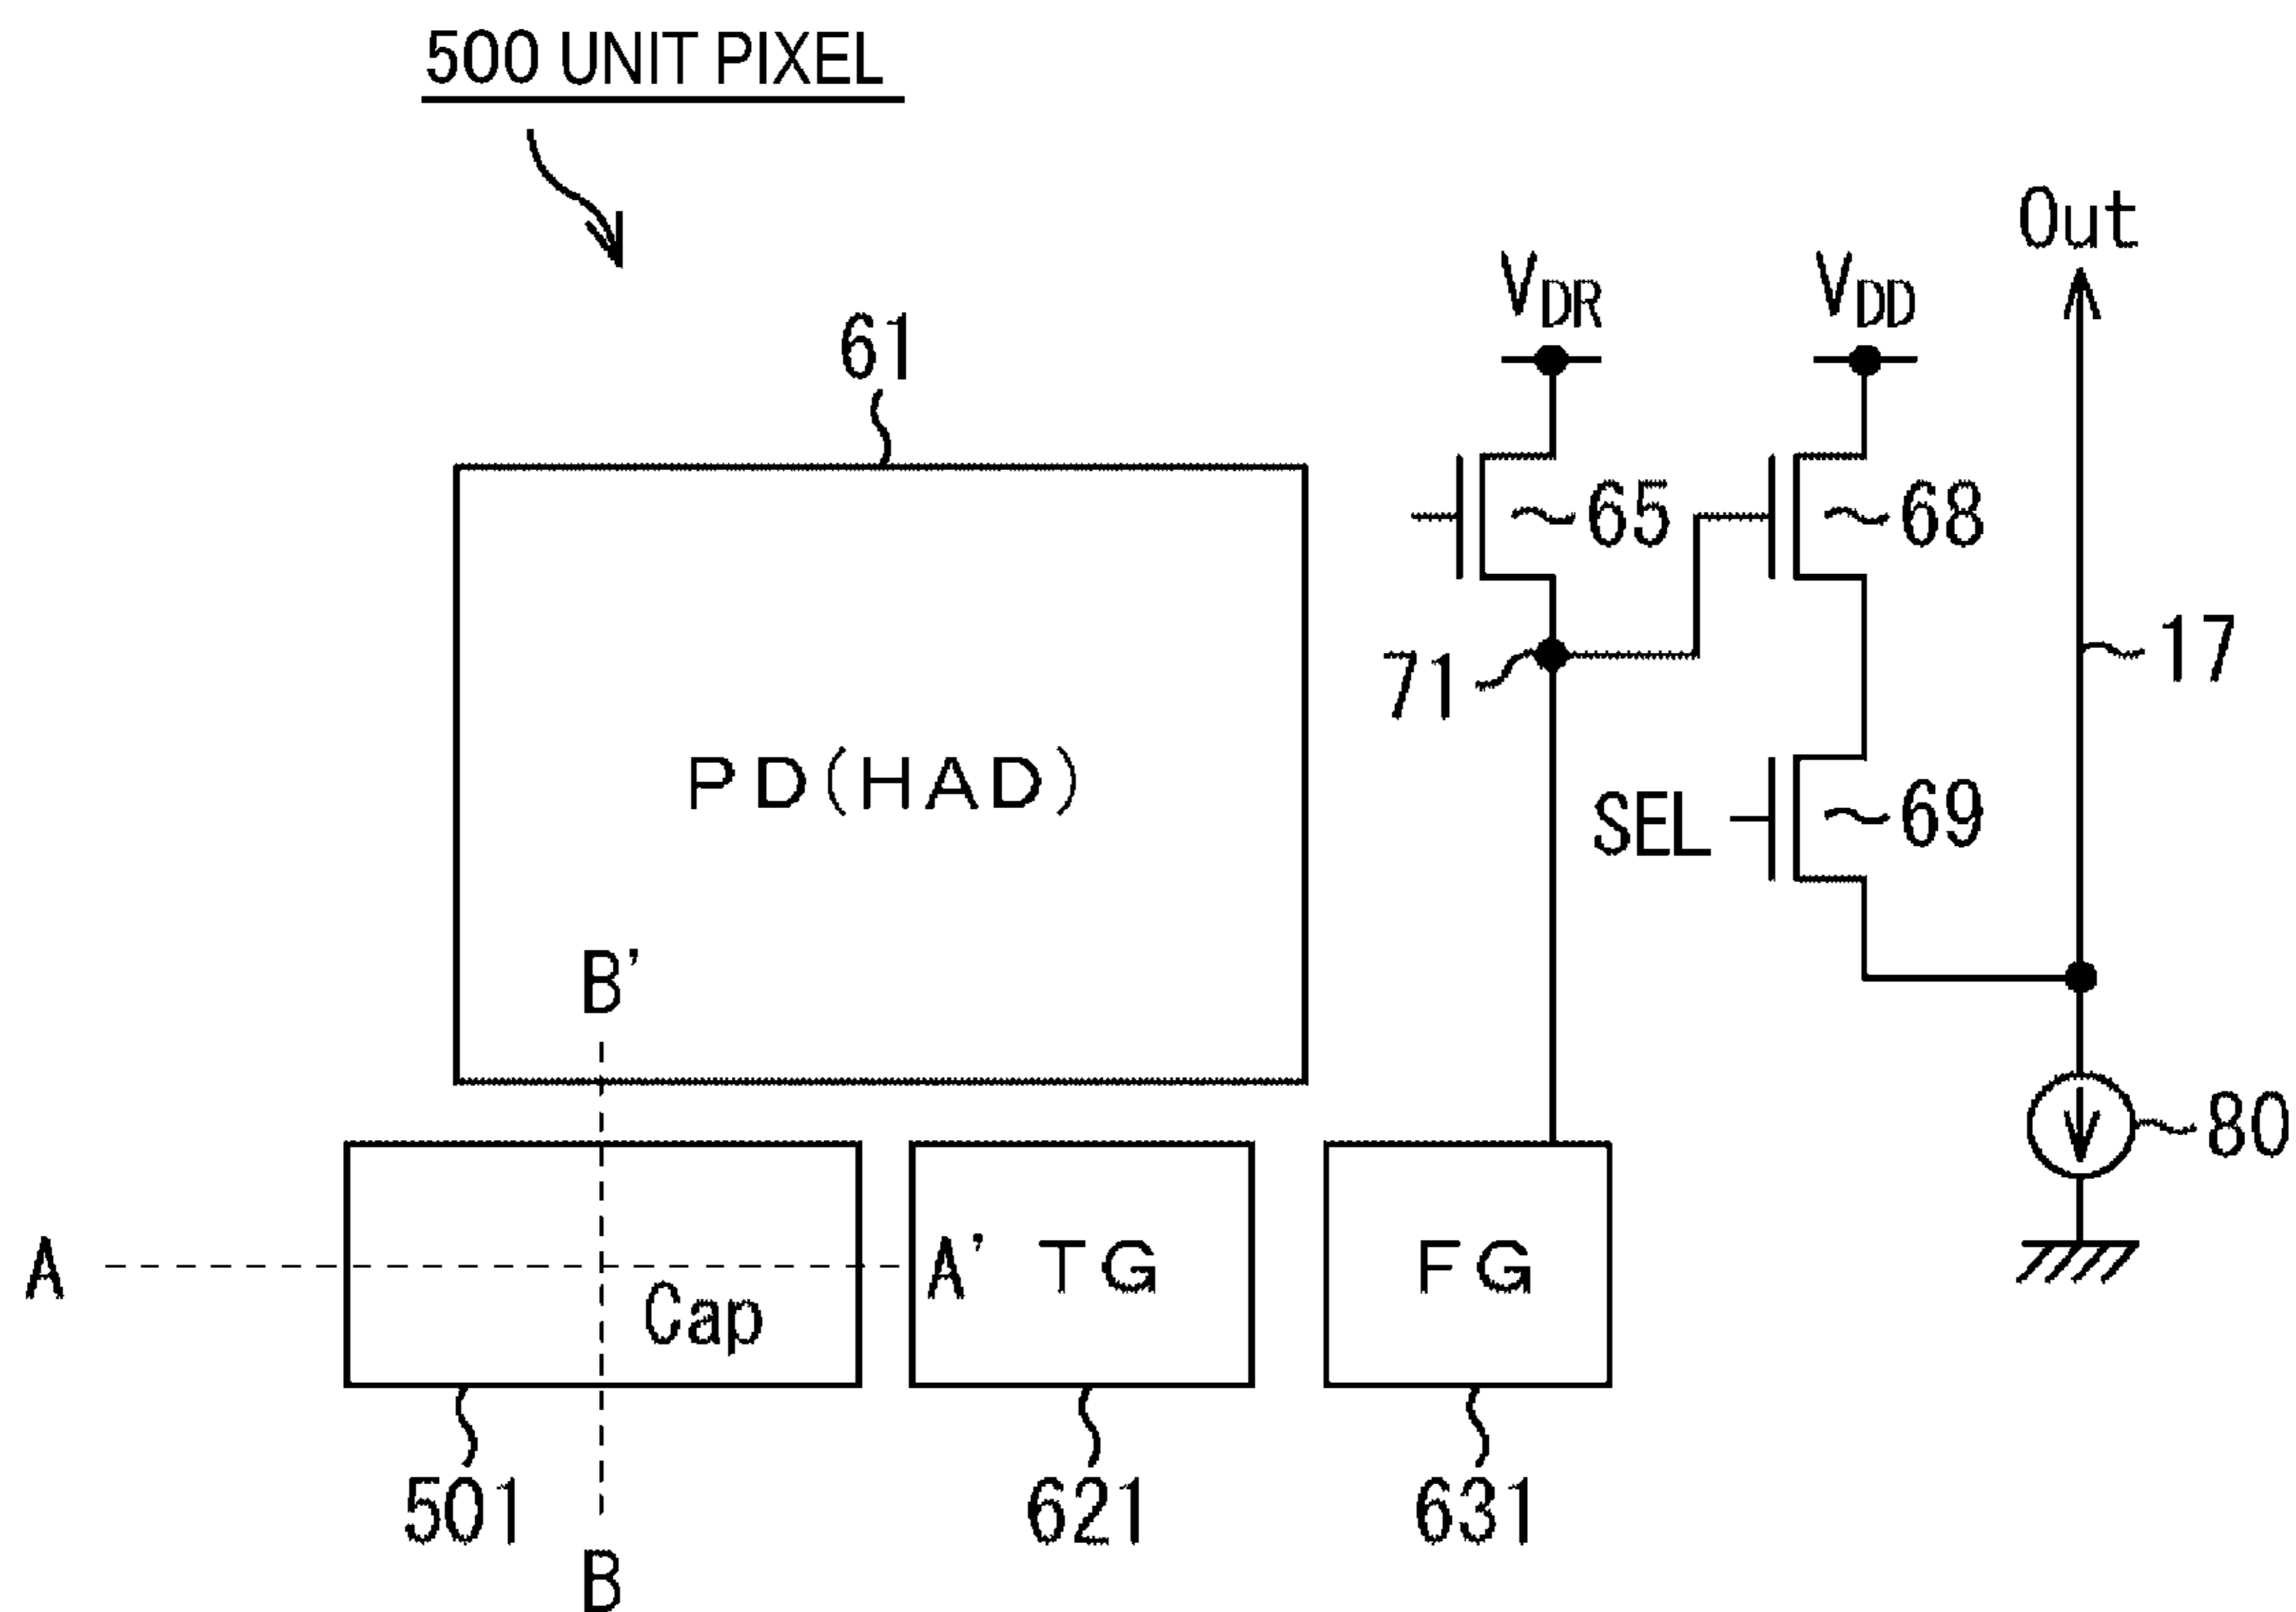 500 UNIT PIXEL
Out
VDR
VDD
61
65
68
71
17
PD(HAD)
SEL
69
B'
80
A
A'
TG
FG
Cap
501
621
631
B